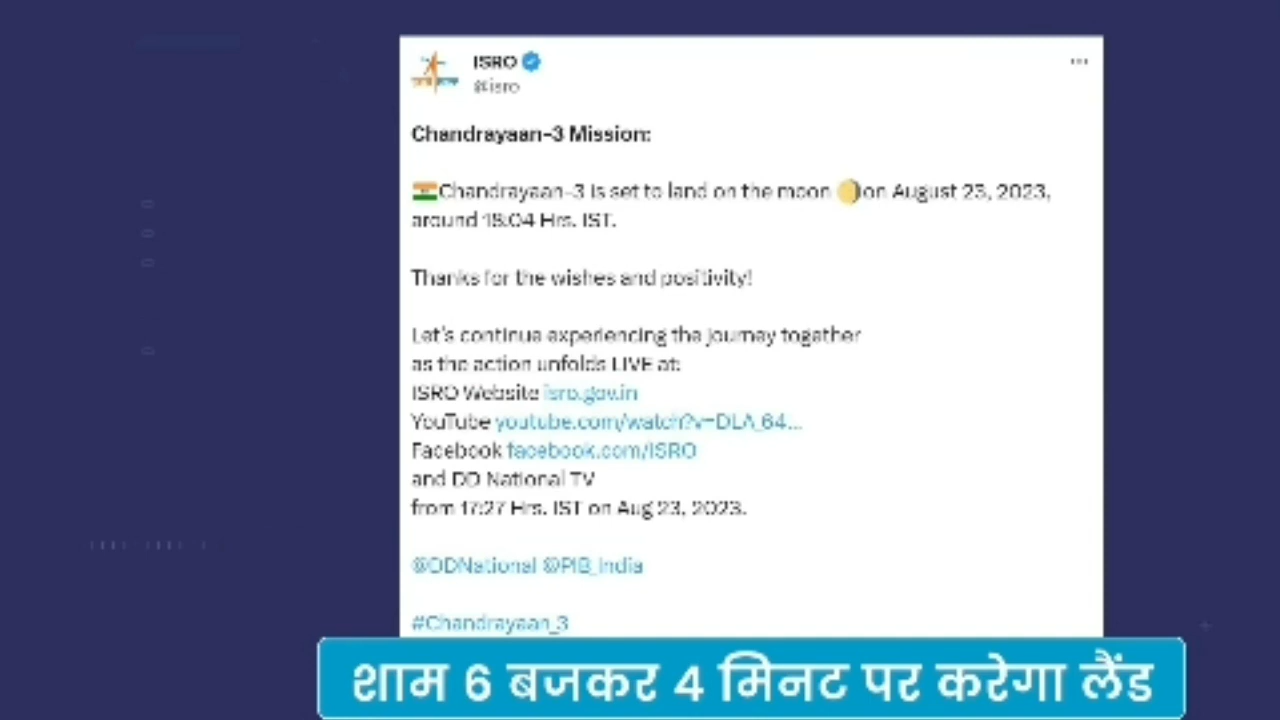 ISRO
@isro
Chandrayaan-3 Mission:
🇮🇳Chandrayaan-3 is set to land on the moon 🌖on August 23, 2023,
around 18:04 Hrs. IST.
Thanks for the wishes and positivity!
Let's continue experiencing the journey together
as the action unfolds LIVE at:
ISRO Website isro.gov.in
YouTube youtube.com/watch?v=DLA_64...
Facebook facebook.com/ISRO
and DD National TV
from 17:27 Hrs. IST on Aug 23, 2023.
@DDNational @PIB_India
#Chandrayaan_3
शाम 6 बजकर 4 मिनट पर करेगा लैंड